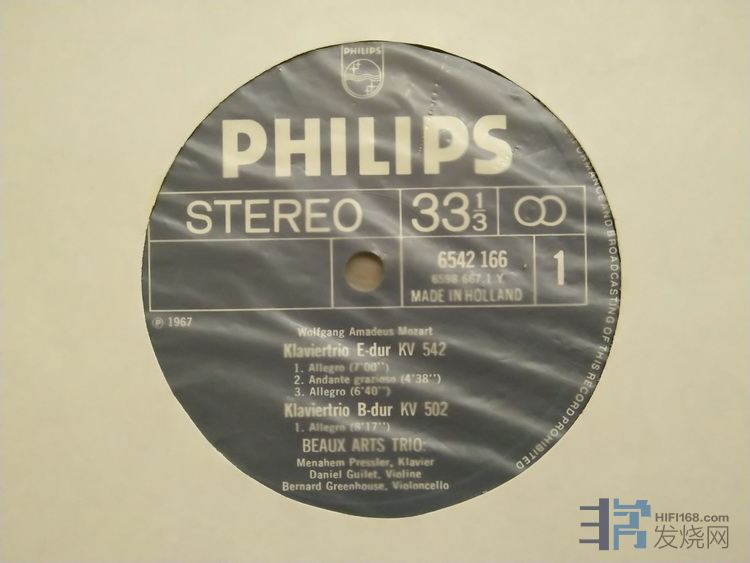 PHILIPS
PHILIPS
STEREO
33 1/3
6542 166
6598 667.1 Y
MADE IN HOLLAND
1
℗ 1967
Wolfgang Amadeus Mozart
Klaviertrio E-dur KV 542
1. Allegro (7'00'')
2. Andante grazioso (4'38'')
3. Allegro (6'40'')
Klaviertrio B-dur KV 502
1. Allegro (8'17'')
BEAUX ARTS TRIO:
Menahem Pressler, Klavier
Daniel Guilet, Violine
Bernard Greenhouse, Violoncello
AND BROADCASTING OF THIS RECORD PROHIBITED
HIFI168.com
发烧网